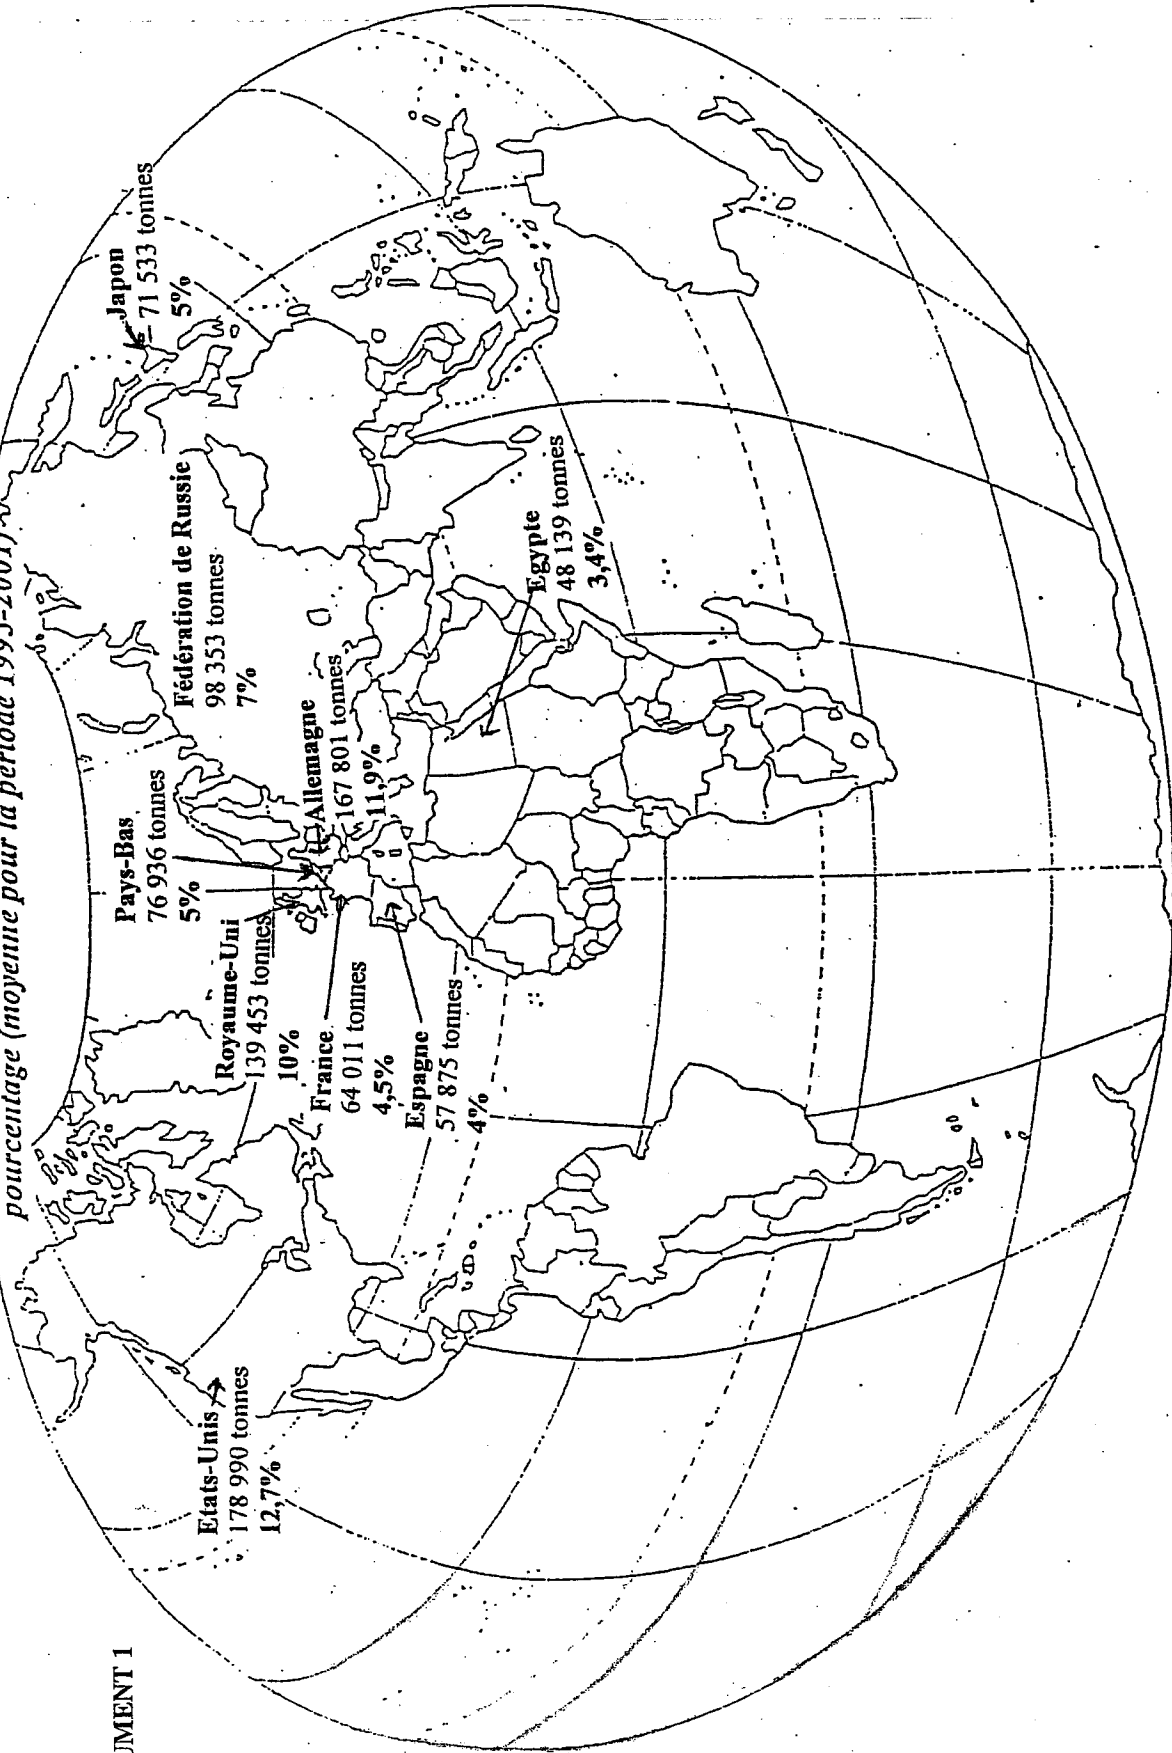 DOCUMENT 1
pourcentage (moyenne pour la période 1995-2001)
Etats-Unis
178 990 tonnes
12,7%
Royaume-Uni
139 453 tonnes
10%
France
64 011 tonnes
4,5%
Espagne
57 875 tonnes
4%
Pays-Bas
76 936 tonnes
5%
Allemagne
167 801 tonnes
11,9%
Fédération de Russie
98 353 tonnes
7%
Egypte
48 139 tonnes
3,4%
Japon
71 533 tonnes
5%